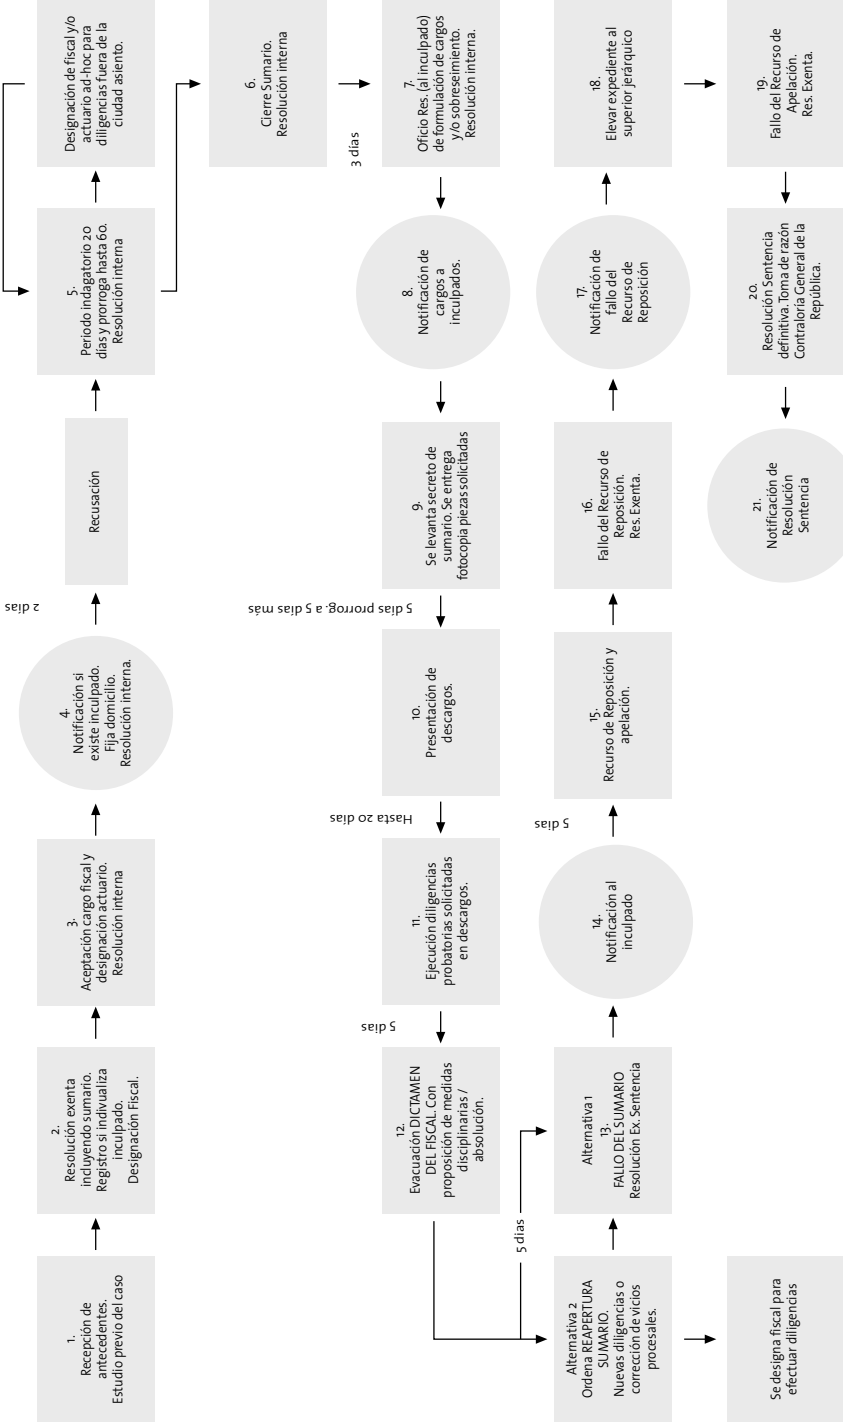 1.
Recepción de
antecedentes.
Estudio previo del caso
2.
Resolución exenta
incluyendo sumario.
Registro si indivualiza
inculpado.
Designación Fiscal.
3.
Aceptación cargo fiscal y
designación actuario.
Resolución interna
4.
Notificación si
existe inculpado.
Fija domicilio.
Resolución interna.
2 días
Recusación
5.
Periodo indagatorio 20
días y prorroga hasta 60.
Resolución interna
Designación de fiscal y/o
actuario ad-hoc para
diligencias fuera de la
ciudad asiento.
6.
Cierre Sumario.
Resolución interna
3 días
7.
Oficio Res. (al inculpado)
de formulación de cargos
y/o sobreseimiento.
Resolución interna.
8.
Notificación de
cargos a
inculpados.
9.
Se levanta secreto de
sumario. Se entrega
fotocopia piezas solicitadas
5 días prorrog. a 5 días más
10.
Presentación de
descargos.
Hasta 20 días
11.
Ejecución diligencias
probatorias solicitadas
en descargos.
5 días
12.
Evacuación DICTAMEN
DEL FISCAL. Con
proposición de medidas
disciplinarias /
absolución.
5 días
Alternativa 2
Ordena REAPERTURA
SUMARIO.
Nuevas diligencias o
corrección de vicios
procesales.
Se designa fiscal para
efectuar diligencias
Alternativa 1
13.
FALLO DEL SUMARIO
Resolución Ex. Sentencia
14.
Notificación al
inculpado
5 días
15.
Recurso de Reposición y
apelación.
16.
Fallo del Recurso de
Reposición.
Res. Exenta.
17.
Notificación de
fallo del
Recurso de
Reposición
18.
Elevar expediente al
superior jerárquico
19.
Fallo del Recurso de
Apelación.
Res. Exenta.
20.
Resolución Sentencia
definitiva. Toma de razón
Contraloría General de la
República.
21.
Notificación de
Resolución
Sentencia